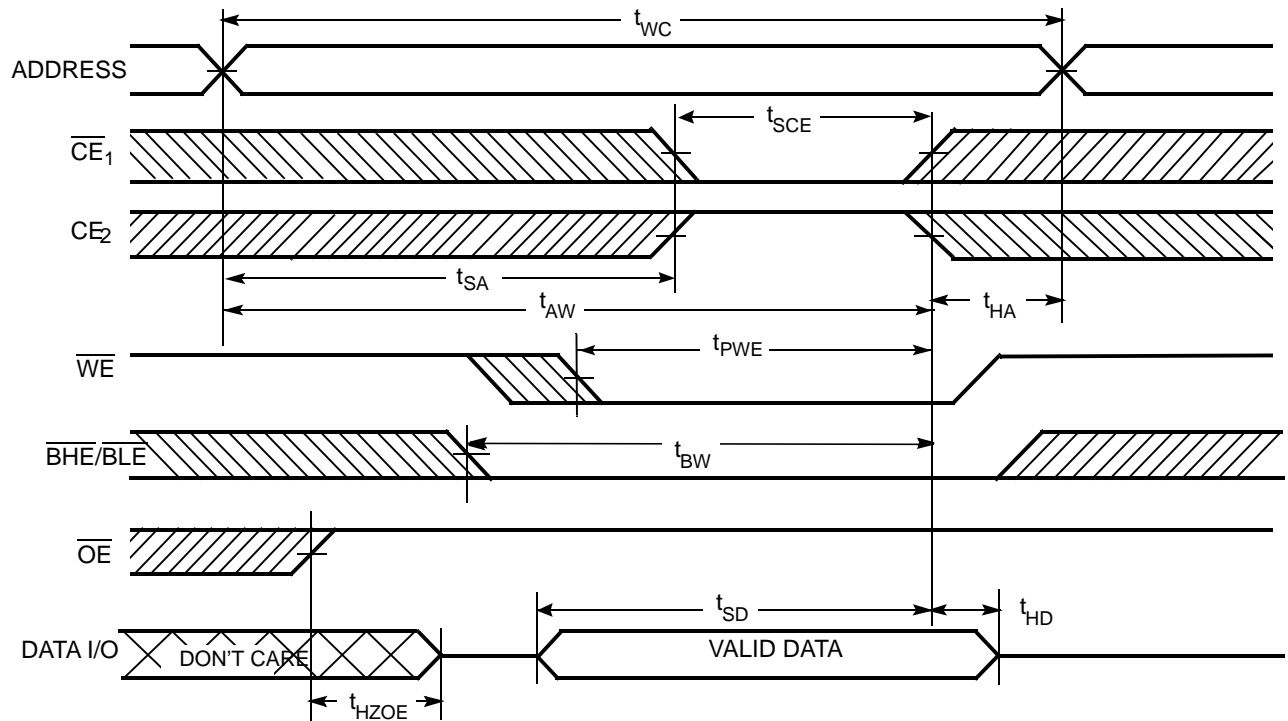 tWC
ADDRESS
tSCE
CE1
CE2
tSA
tAW
tHA
tPWE
WE
BHE/BLE
tBW
OE
tSD
tHD
DATA I/O
DON'T CARE
VALID DATA
tHZOE